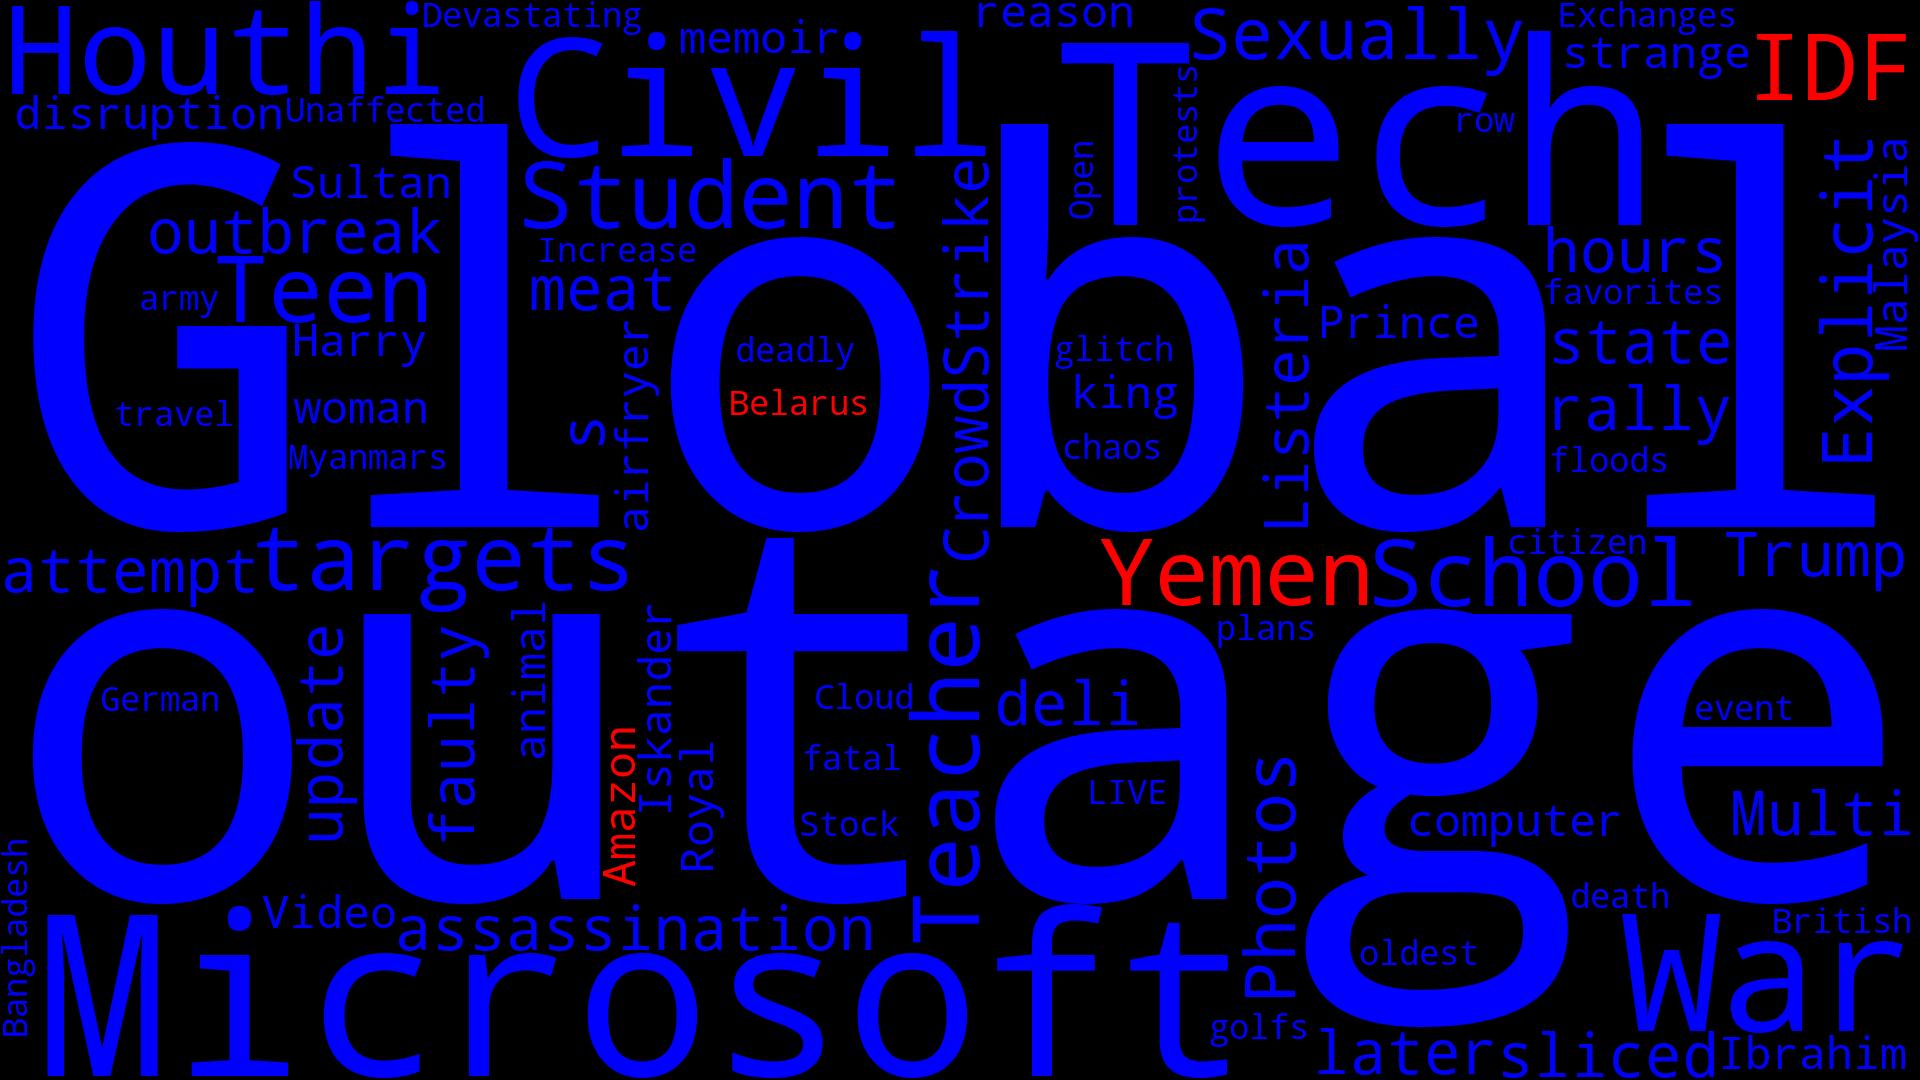 Houthi
Devastating
memoir
reason
Sexually
Exchanges
strange
IDF
disruption
Unaffected
Civil
Tech
protests
row
Open
Global
Sultan
Student
outbreak
Increase
CrowdStrike
Listeria
hours
Explicit
Malaysia
Teen
army
meat
favorites
Harry
airfryer
deadly
glitch
Prince
state
travel
woman
s
Belarus
king
rally
Myanmars
chaos
floods
attempt
targets
Yemen
School
citizen
Trump
outage
update
faulty
animal
Iskander
Teacher
plans
German
Amazon
Royal
Cloud
deli
event
fatal
Stock
LIVE
Photos
computer
Multi
Bangladesh
Video
assassination
death
British
Microsoft
oldest
War
golfs
later
sliced
Ibrahim